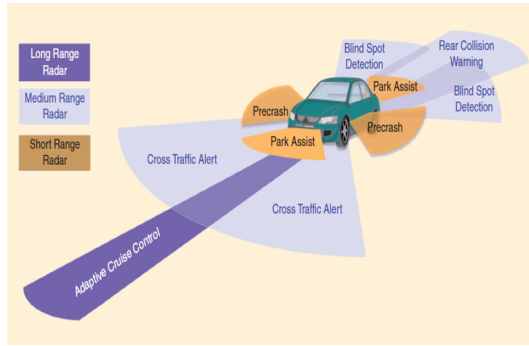 Long Range
Radar
Medium Range
Radar
Short Range
Radar
Blind Spot
Detection
Rear Collision
Warning
Park Assist
Blind Spot
Detection
Precrash
Precrash
Park Assist
Cross Traffic Alert
Cross Traffic Alert
Adaptive Cruise Control